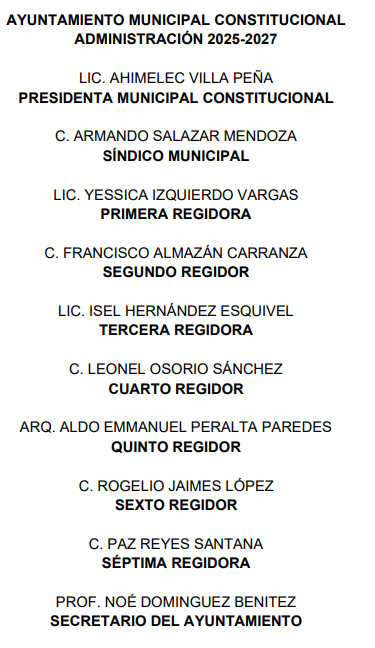 AYUNTAMIENTO MUNICIPAL CONSTITUCIONAL
ADMINISTRACIÓN 2025-2027
LIC. AHIMELEC VILLA PEÑA
PRESIDENTA MUNICIPAL CONSTITUCIONAL
C. ARMANDO SALAZAR MENDOZA
SÍNDICO MUNICIPAL
LIC. YESSICA IZQUIERDO VARGAS
PRIMERA REGIDORA
C. FRANCISCO ALMAZÁN CARRANZA
SEGUNDO REGIDOR
LIC. ISEL HERNÁNDEZ ESQUIVEL
TERCERA REGIDORA
C. LEONEL OSORIO SÁNCHEZ
CUARTO REGIDOR
ARQ. ALDO EMMANUEL PERALTA PAREDES
QUINTO REGIDOR
C. ROGELIO JAIMES LÓPEZ
SEXTO REGIDOR
C. PAZ REYES SANTANA
SÉPTIMA REGIDORA
PROF. NOÉ DOMINGUEZ BENITEZ
SECRETARIO DEL AYUNTAMIENTO